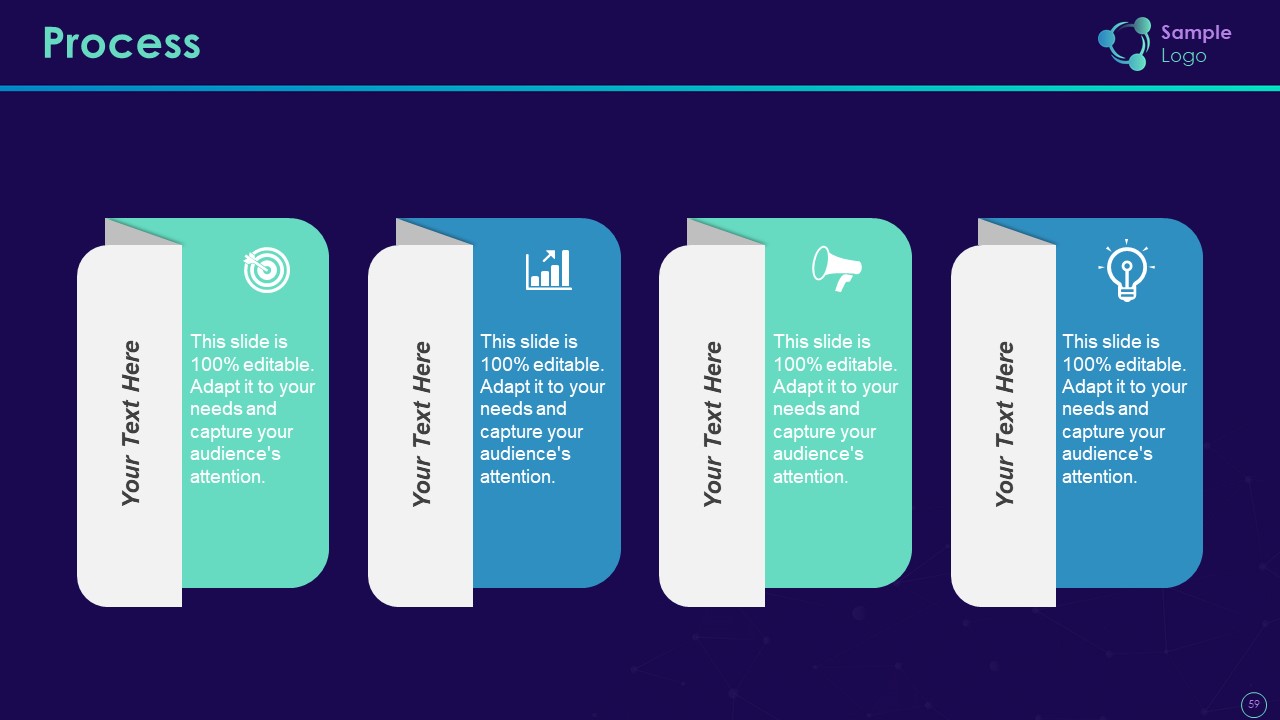 Process
Sample
Logo
Your Text Here
This slide is
100% editable.
Adapt it to your
needs and
capture your
audience's
attention.
Your Text Here
This slide is
100% editable.
Adapt it to your
needs and
capture your
audience's
attention.
Your Text Here
This slide is
100% editable.
Adapt it to your
needs and
capture your
audience's
attention.
Your Text Here
This slide is
100% editable.
Adapt it to your
needs and
capture your
audience's
attention.
59